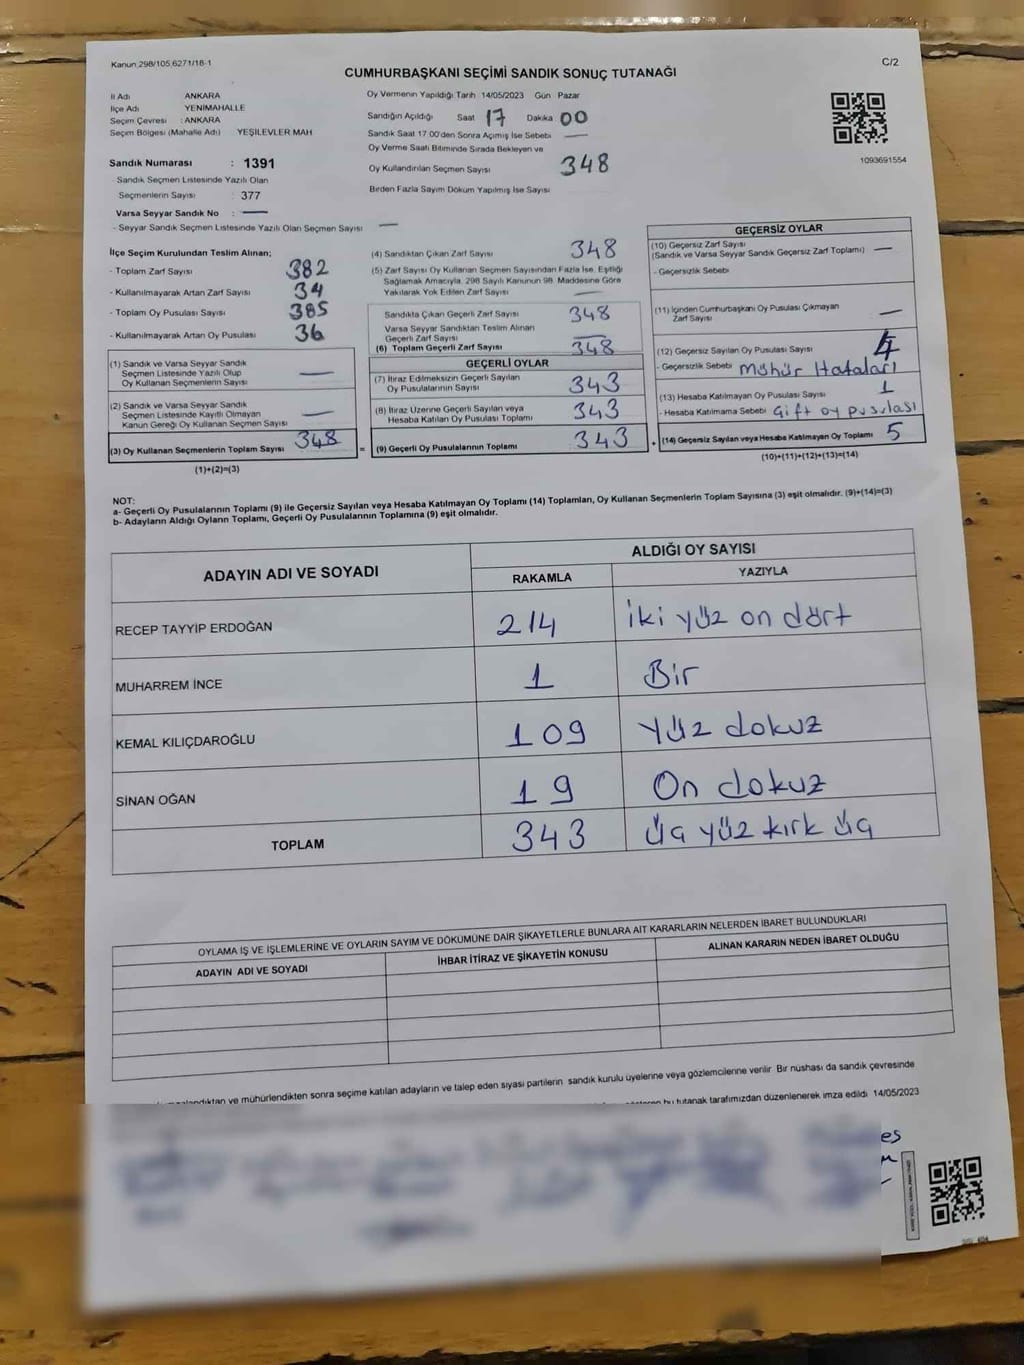 Kanun 298/105,6271/18-1
C/2
CUMHURBAŞKANI SEÇİMİ SANDIK SONUÇ TUTANAĞI
İl Adı ANKARA
İlçe Adı YENİMAHALLE
Seçim Çevresi : ANKARA
Seçim Bölgesi (Mahalle Adı) YEŞİLEVLER MAH
Sandık Numarası : 1391
- Sandık Seçmen Listesinde Yazılı Olan
Seçmenlerin Sayısı : 377
Varsa Seyyar Sandık No : —
- Seyyar Sandık Seçmen Listesinde Yazılı Olan Seçmen Sayısı —
Oy Vermenin Yapıldığı Tarih 14/05/2023 Gün Pazar
Sandığın Açıldığı Saat 17 Dakika 00
Sandık Saat 17:00'den Sonra Açılmış İse Sebebi —
Oy Verme Saati Bitiminde Sırada Bekleyen ve
Oy Kullandırılan Seçmen Sayısı 348
Birden Fazla Sayım Döküm Yapılmış İse Sayısı
1093691554
İlçe Seçim Kurulundan Teslim Alınan;
- Toplam Zarf Sayısı 382
- Kullanılmayarak Artan Zarf Sayısı 34
- Toplam Oy Pusulası Sayısı 385
- Kullanılmayarak Artan Oy Pusulası 36
(1) Sandık ve Varsa Seyyar Sandık
Seçmen Listesinde Yazılı Olup
Oy Kullanan Seçmenlerin Sayısı —
(2) Sandık ve Varsa Seyyar Sandık
Seçmen Listesinde Kayıtlı Olmayan
Kanun Gereği Oy Kullanan Seçmen Sayısı —
(3) Oy Kullanan Seçmenlerin Toplam Sayısı 348
(1)+(2)=(3)
(4) Sandıktan Çıkan Zarf Sayısı 348
(5) Zarf Sayısı Oy Kullanan Seçmen Sayısından Fazla İse, Eşitliği
Sağlamak Amacıyla, 298 Sayılı Kanunun 98. Maddesine Göre
Yakılarak Yok Edilen Zarf Sayısı —
Sandıkta Çıkan Geçerli Zarf Sayısı 348
Varsa Seyyar Sandıktan Teslim Alınan
Geçerli Zarf Sayısı —
(6) Toplam Geçerli Zarf Sayısı 348
GEÇERLİ OYLAR
(7) İtiraz Edilmeksizin Geçerli Sayılan
Oy Pusulalarının Sayısı 343
(8) İtiraz Üzerine Geçerli Sayılan veya
Hesaba Katılan Oy Pusulası Toplamı 343
= (9) Geçerli Oy Pusulalarının Toplamı 343 +
GEÇERSİZ OYLAR
(10) Geçersiz Zarf Sayısı
(Sandık ve Varsa Seyyar Sandık Geçersiz Zarf Toplamı) —
- Geçersizlik Sebebi
(11) İçinden Cumhurbaşkanı Oy Pusulası Çıkmayan
Zarf Sayısı —
(12) Geçersiz Sayılan Oy Pusulası Sayısı 4
- Geçersizlik Sebebi mühür Hataları
(13) Hesaba Katılmayan Oy Pusulası Sayısı 1
- Hesaba Katılmama Sebebi Çift oy pusulası
(14) Geçersiz Sayılan veya Hesaba Katılmayan Oy Toplamı 5
(10)+(11)+(12)+(13)=(14)
NOT:
a- Geçerli Oy Pusulalarının Toplamı (9) ile Geçersiz Sayılan veya Hesaba Katılmayan Oy Toplamı (14) Toplamları, Oy Kullanan Seçmenlerin Toplam Sayısına (3) eşit olmalıdır. (9)+(14)=(3)
b- Adayların Aldığı Oyların Toplamı, Geçerli Oy Pusulalarının Toplamına (9) eşit olmalıdır.
ADAYIN ADI VE SOYADI ALDIĞI OY SAYISI
RAKAMLA YAZIYLA
RECEP TAYYİP ERDOĞAN 214 iki yüz on dört
MUHARREM İNCE 1 Bir
KEMAL KILIÇDAROĞLU 109 yüz dokuz
SİNAN OĞAN 19 On dokuz
TOPLAM 343 üç yüz kırk üç
OYLAMA İŞ VE İŞLEMLERİNE VE OYLARIN SAYIM VE DÖKÜMÜNE DAİR ŞİKAYETLERLE BUNLARA AİT KARARLARIN NELERDEN İBARET BULUNDUKLARI
ADAYIN ADI VE SOYADI İHBAR İTİRAZ VE ŞİKAYETİN KONUSU ALINAN KARARIN NEDEN İBARET OLDUĞU
ve mühürlendikten sonra seçime katılan adayların ve talep eden siyasi partilerin sandık kurulu üyelerine veya gözlemcilerine verilir. Bir nüshası da sandık çevresinde
bu tutanak tarafımızdan düzenlenerek imza edildi. 14/05/2023